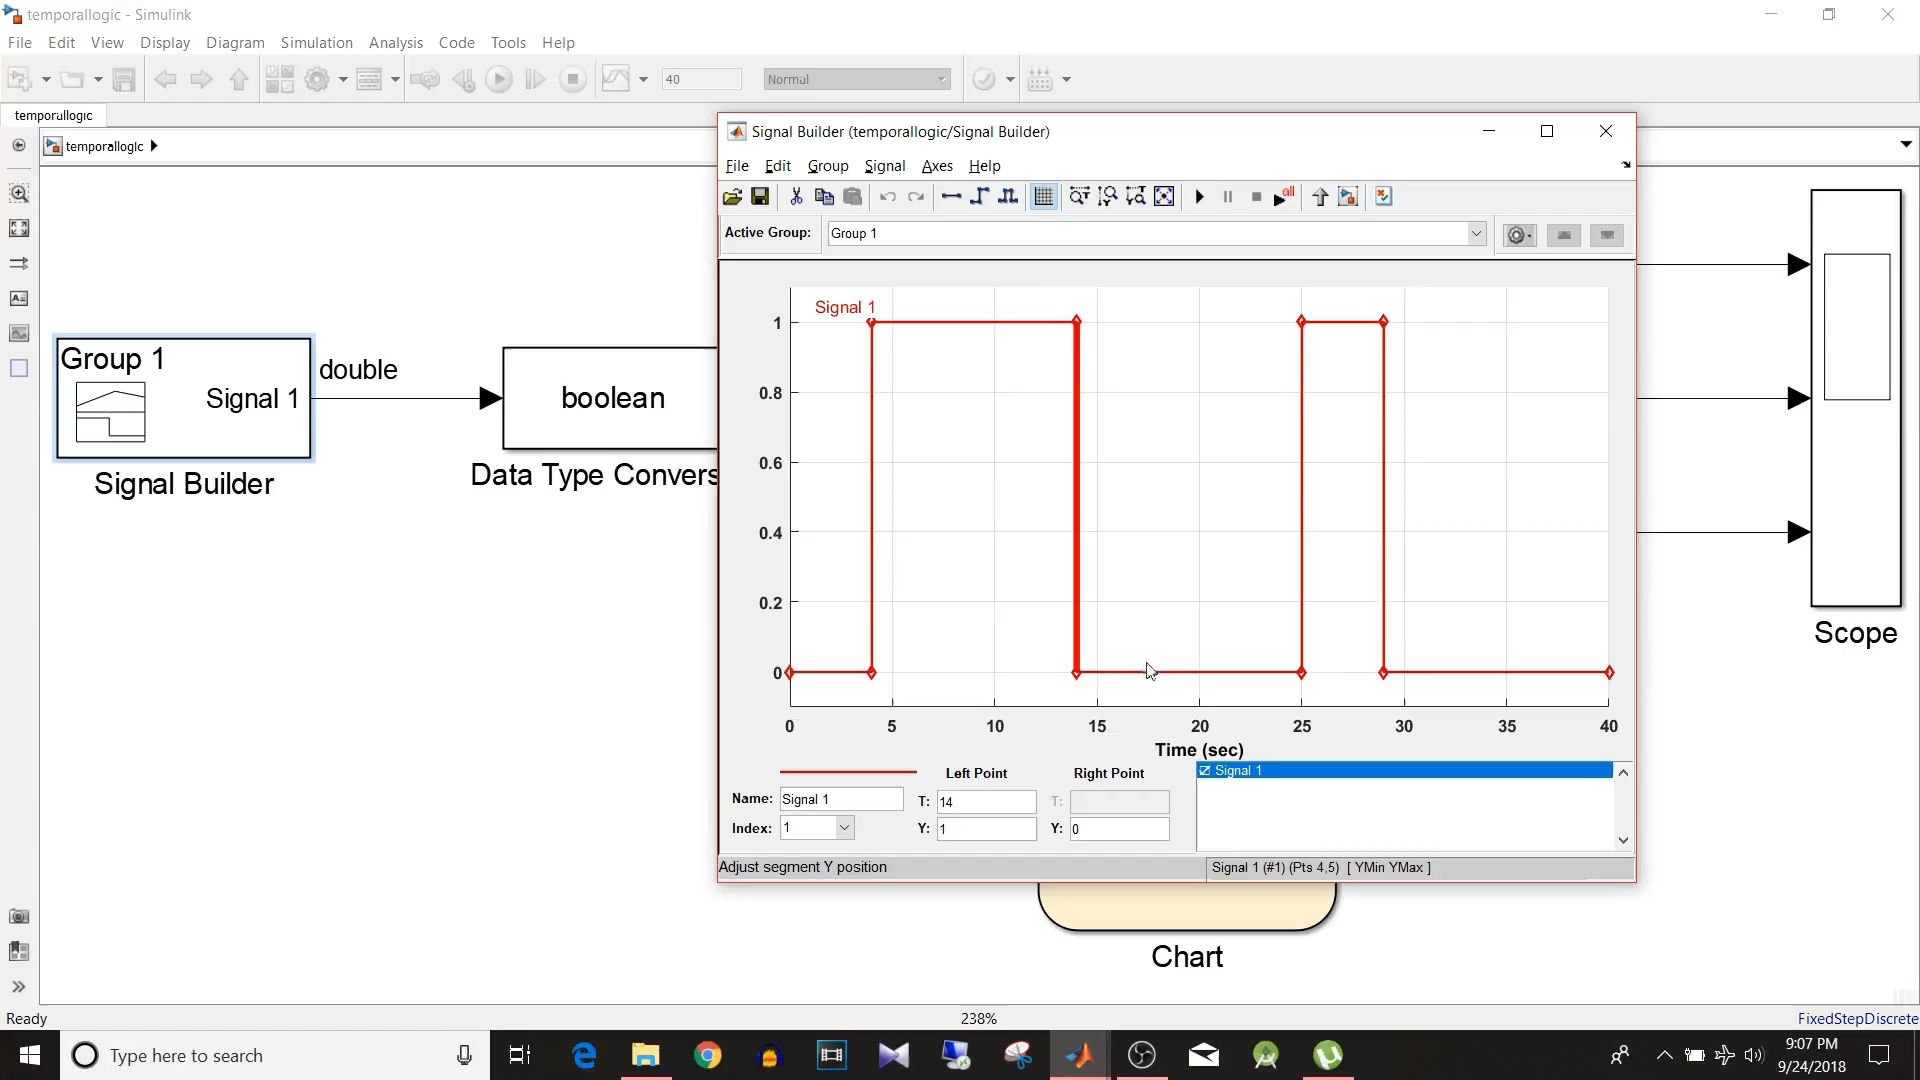 temporallogic - Simulink
File Edit View Display Diagram Simulation Analysis Code Tools Help
40 Normal
temporallogic
temporallogic
Signal Builder (temporallogic/Signal Builder)
File Edit Group Signal Axes Help
all
Active Group: Group 1
Group 1
Signal 1
double
Signal Builder
boolean
Data Type Convers
Signal 1
1
0.8
0.6
0.4
0.2
0
0 5 10 15 20 25 30 35 40
Time (sec)
Left Point Right Point
Name: Signal 1 T: 14 T:
Index: 1 Y: 1 Y: 0
Signal 1
Adjust segment Y position Signal 1 (#1) (Pts 4,5) [ YMin YMax ]
Scope
Chart
Ready 238% FixedStepDiscrete
Type here to search
9:07 PM
9/24/2018